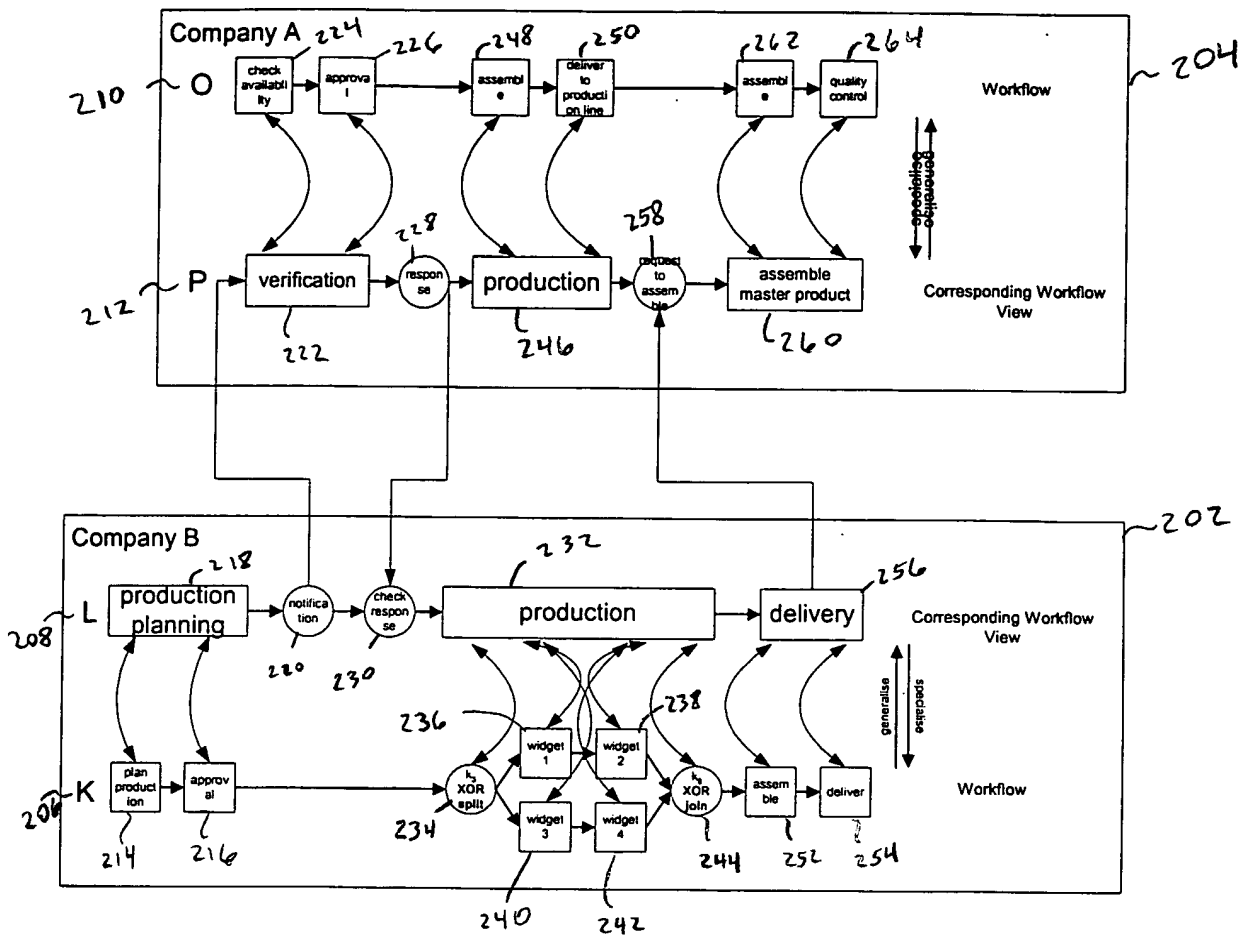 Company A
224
226
248
250
262
264
204
210
O
check
availabili
ity
approva
l
assembl
e
deliver
to
producti
on line
assembl
e
quality
control
Workflow
specialise
generalise
228
258
212
P
verification
respon
se
production
request
to
assem
ble
assemble
master product
Corresponding Workflow
View
222
246
260
202
Company B
218
232
256
208
L
production
planning
notifica
tion
check
respon
se
production
delivery
Corresponding Workflow
View
220
230
generalise
specialise
236
238
widget
1
widget
2
206
K
plan
product
ion
approv
al
k3
XOR
split
XOR
join
assem
ble
deliver
Workflow
widget
3
widget
4
214
216
234
244
252
254
240
242